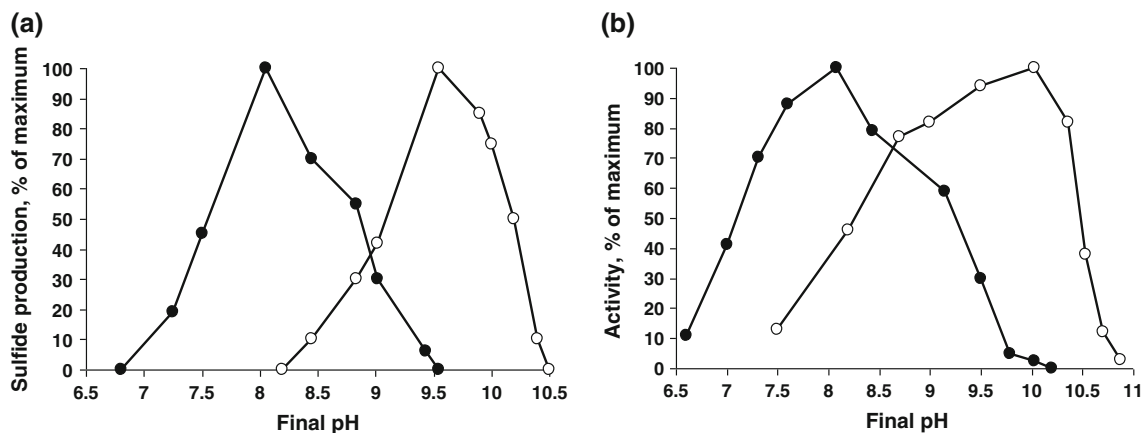 (a)
Sulfide production, % of maximum
100
90
80
70
60
50
40
30
20
10
0
6.5 7 7.5 8 8.5 9 9.5 10 10.5
Final pH
(b)
Activity, % of maximum
100
90
80
70
60
50
40
30
20
10
0
6.5 7 7.5 8 8.5 9 9.5 10 10.5 11
Final pH